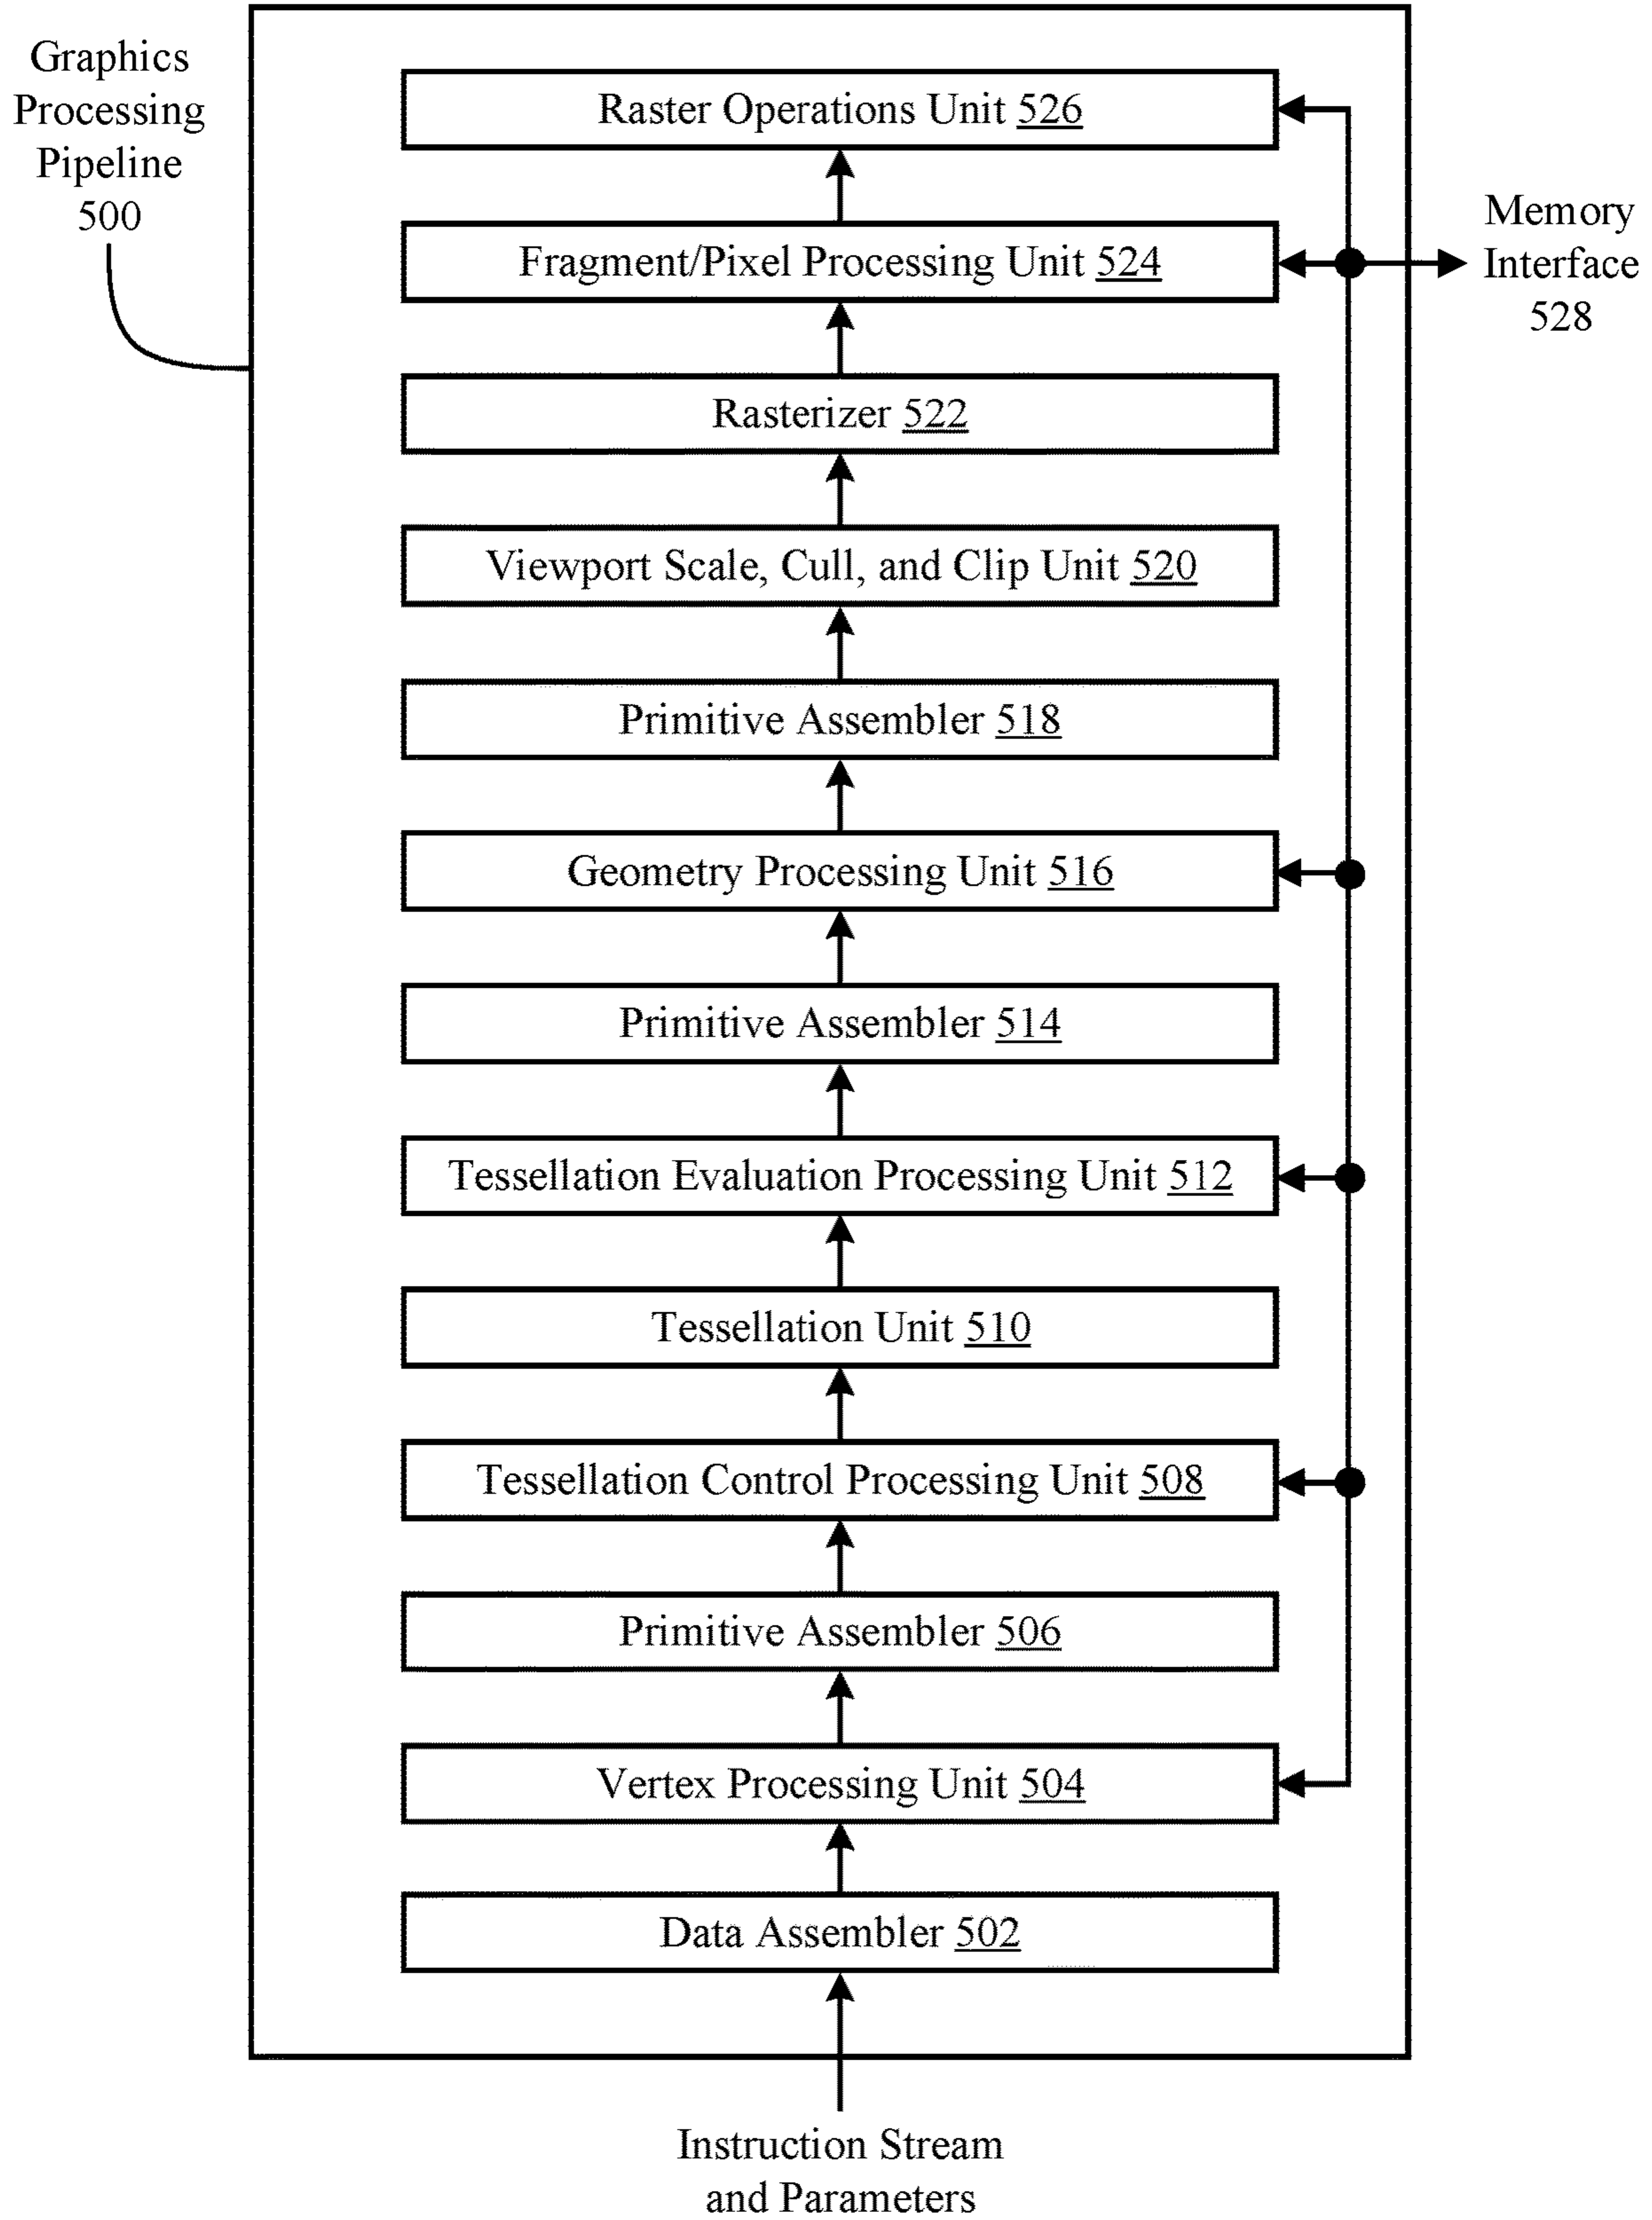 Graphics
Processing
Pipeline
500
Raster Operations Unit 526
Fragment/Pixel Processing Unit 524
Memory
Interface
528
Rasterizer 522
Viewport Scale, Cull, and Clip Unit 520
Primitive Assembler 518
Geometry Processing Unit 516
Primitive Assembler 514
Tessellation Evaluation Processing Unit 512
Tessellation Unit 510
Tessellation Control Processing Unit 508
Primitive Assembler 506
Vertex Processing Unit 504
Data Assembler 502
Instruction Stream
and Parameters